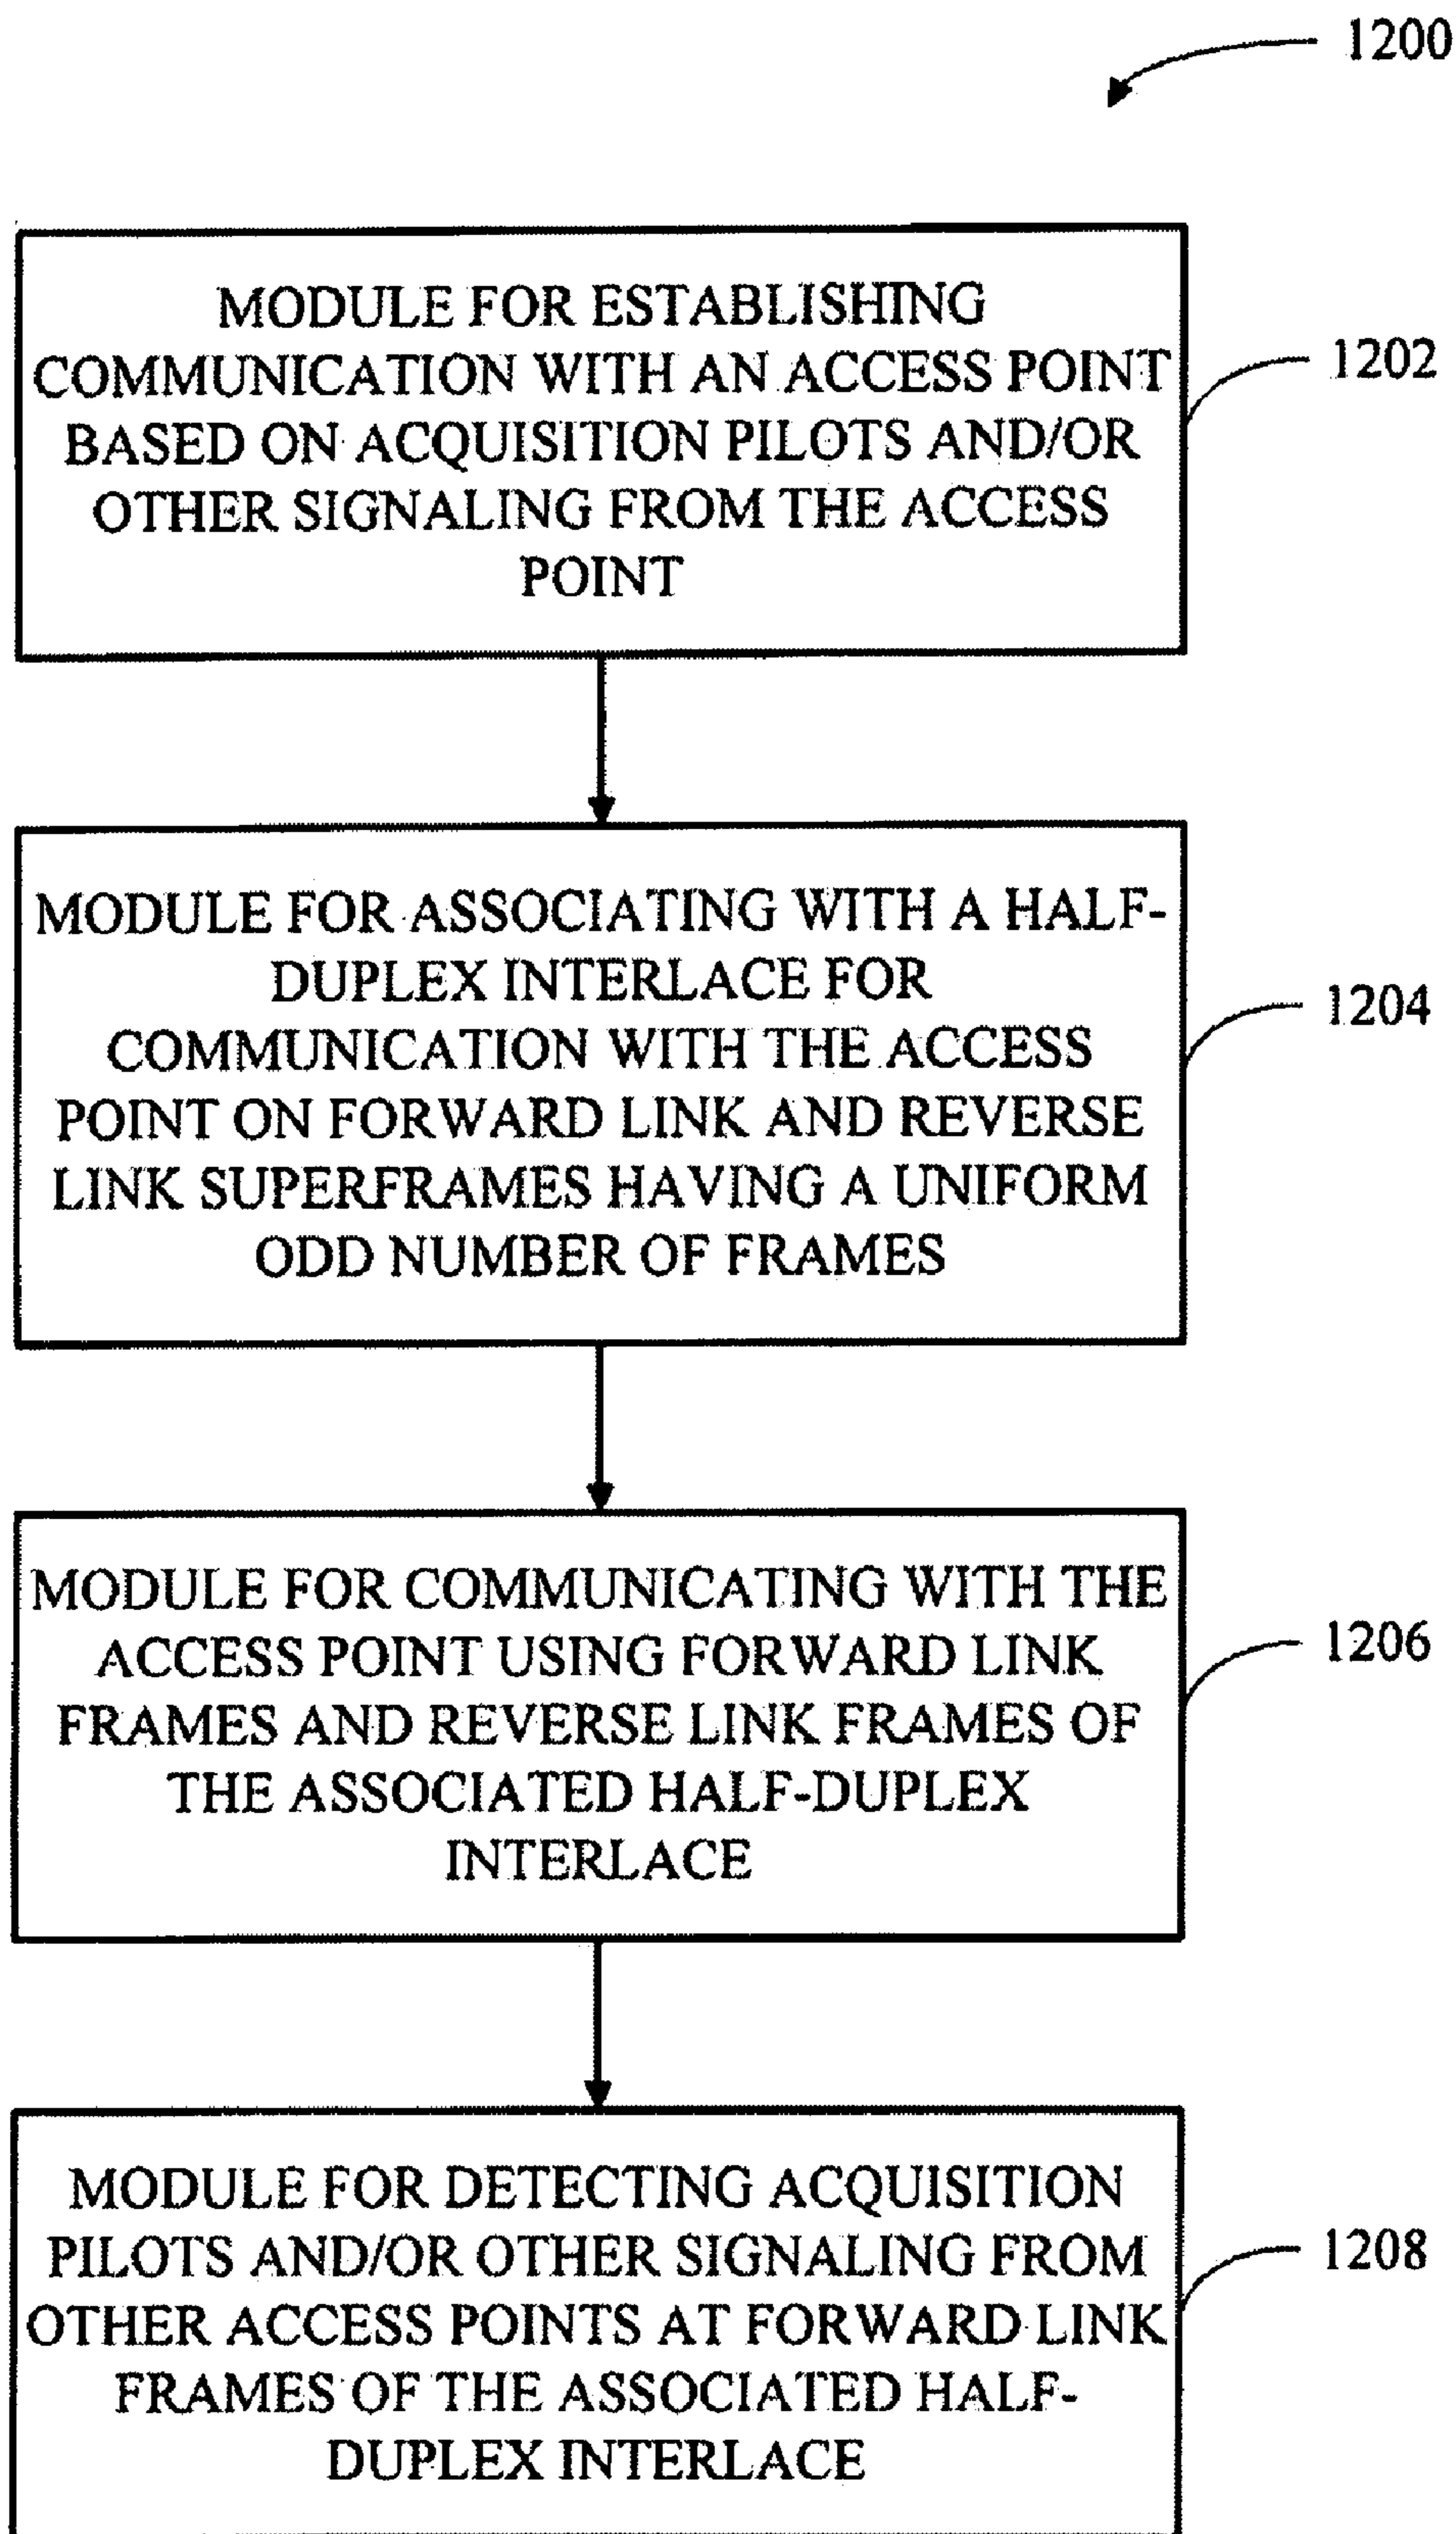 1200
MODULE FOR ESTABLISHING
COMMUNICATION WITH AN ACCESS POINT
BASED ON ACQUISITION PILOTS AND/OR
OTHER SIGNALING FROM THE ACCESS
POINT
1202
MODULE FOR ASSOCIATING WITH A HALF-
DUPLEX INTERLACE FOR
COMMUNICATION WITH THE ACCESS
POINT ON FORWARD LINK AND REVERSE
LINK SUPERFRAMES HAVING A UNIFORM
ODD NUMBER OF FRAMES
1204
MODULE FOR COMMUNICATING WITH THE
ACCESS POINT USING FORWARD LINK
FRAMES AND REVERSE LINK FRAMES OF
THE ASSOCIATED HALF-DUPLEX
INTERLACE
1206
MODULE FOR DETECTING ACQUISITION
PILOTS AND/OR OTHER SIGNALING FROM
OTHER ACCESS POINTS AT FORWARD LINK
FRAMES OF THE ASSOCIATED HALF-
DUPLEX INTERLACE
1208